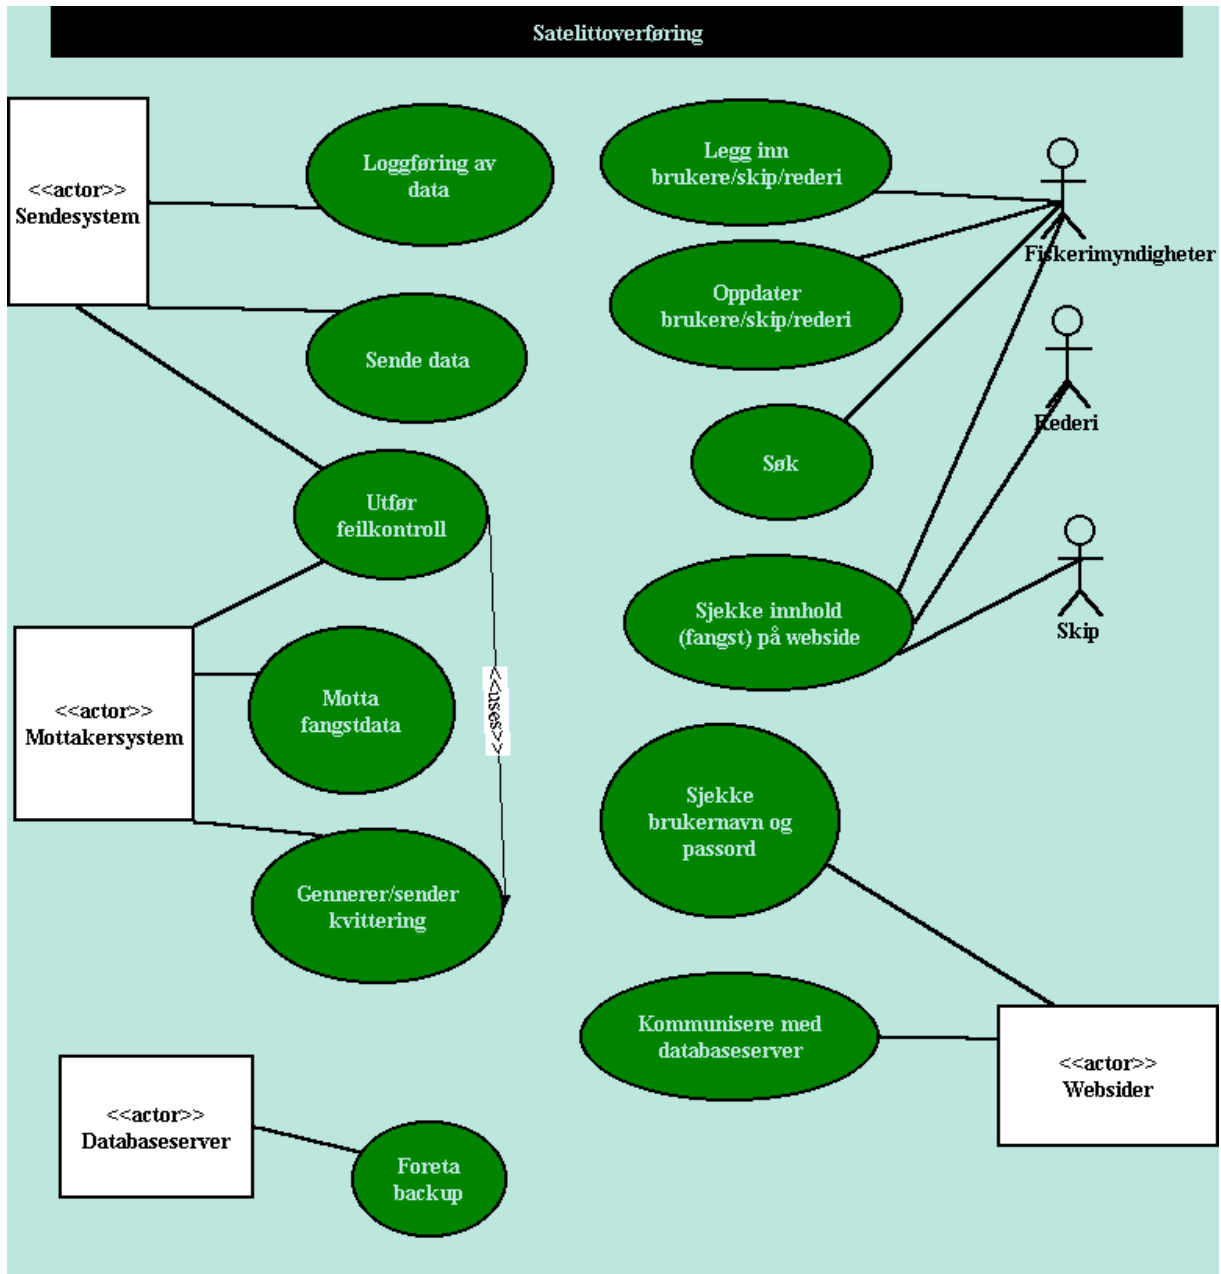 Satelittoverføring
<<actor>>
Sendesystem
Loggføring av
data
Sende data
Utfør
feilkontroll
<<actor>>
Mottakersystem
Motta
fangstdata
<<uses>>
Gennerer/sender
kvittering
<<actor>>
Databaseserver
Foreta
backup
Legg inn
brukere/skip/rederi
Fiskerimyndigheter
Oppdater
brukere/skip/rederi
Rederi
Søk
Sjekke innhold
(fangst) på webside
Skip
Sjekke
brukernavn og
passord
Kommunisere med
databaseserver
<<actor>>
Websider